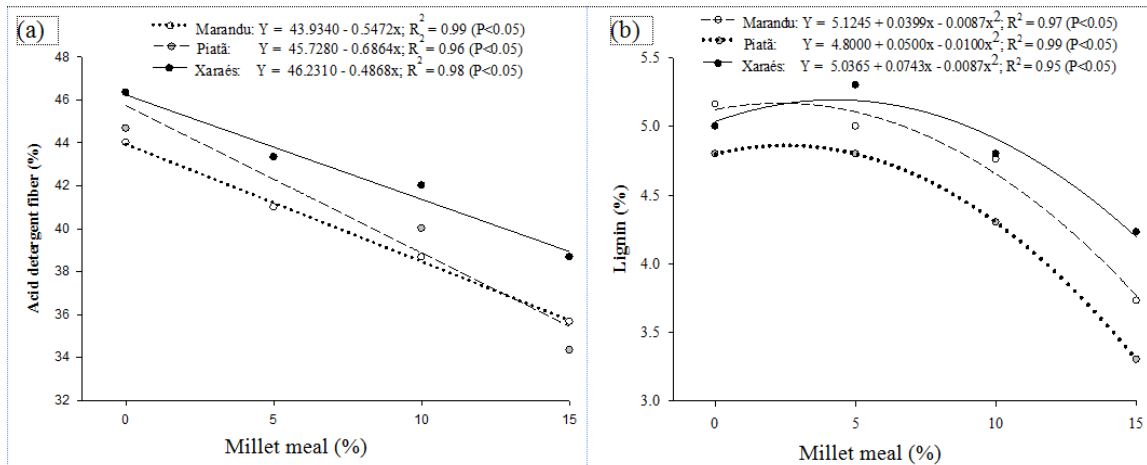 (a)
Marandu: Y = 43.9340 - 0.5472x; R2 = 0.99 (P<0.05)
Piatã: Y = 45.7280 - 0.6864x; R2 = 0.96 (P<0.05)
Xaraés: Y = 46.2310 - 0.4868x; R2 = 0.98 (P<0.05)
Acid detergent fiber (%)
46
44
42
40
38
36
34
32
0 5 10 15
Millet meal (%)
(b)
Marandu: Y = 5.1245 + 0.0399x - 0.0087x2; R2 = 0.97 (P<0.05)
Piatã: Y = 4.8000 + 0.0500x - 0.0100x2; R2 = 0.99 (P<0.05)
Xaraés: Y = 5.0365 + 0.0743x - 0.0087x2; R2 = 0.95 (P<0.05)
Lignin (%)
5.5
5.0
4.5
4.0
3.5
3.0
0 5 10 15
Millet meal (%)